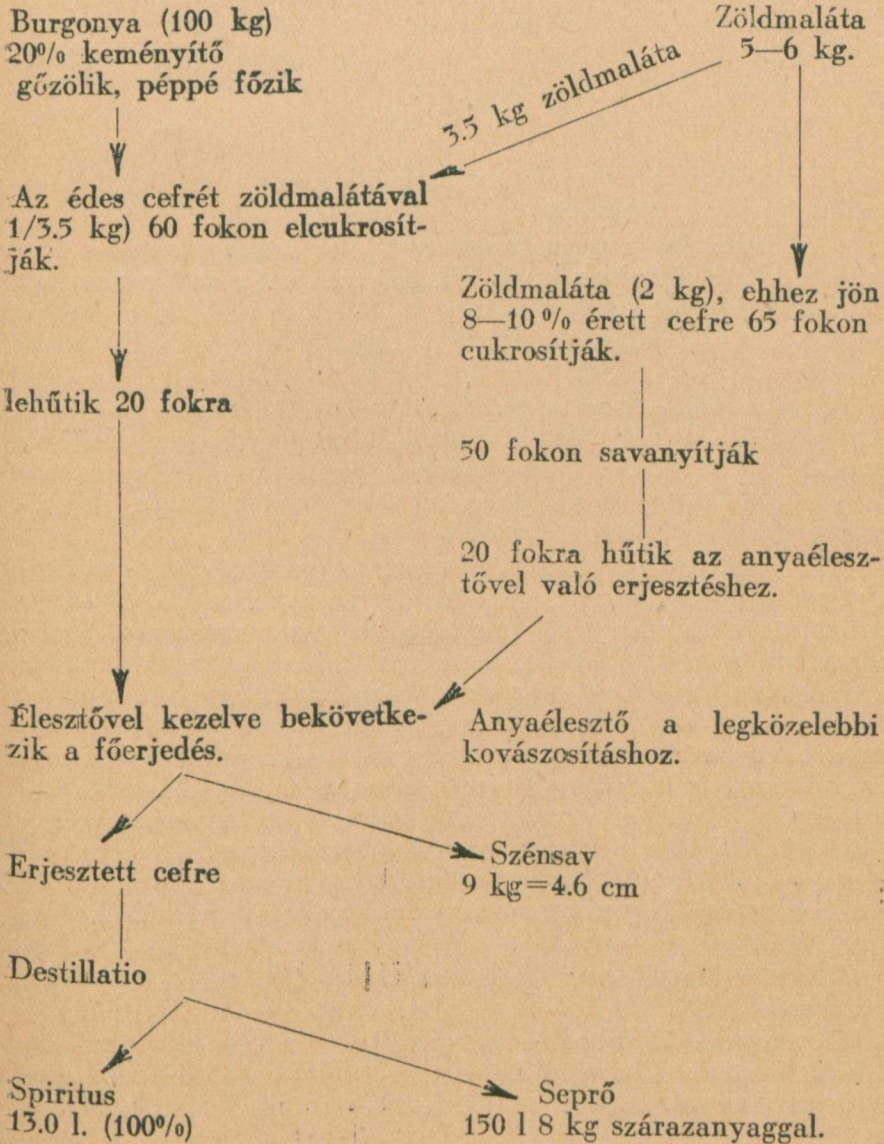 Burgonya (100 kg)
20% keményítő
gőzölik, péppé főzik
Zöldmaláta
5—6 kg.
3.5 kg zöldmaláta
Az édes cefrét zöldmalátával
1/3.5 kg) 60 fokon elcukrosít-
ják.
Zöldmaláta (2 kg), ehhez jön
8—10% érett cefre 65 fokon
cukrosítják.
lehűtik 20 fokra
50 fokon savanyítják
20 fokra hűtik az anyaélesz-
tővel való erjesztéshez.
Élesztővel kezelve bekövetke-
zik a főerjedés.
Anyaélesztő a legközelebbi
kovászosításhoz.
Erjesztett cefre
Szénsav
9 kg=4.6 cm
Destillatio
Spiritus
13.0 l. (100%)
Seprő
150 l 8 kg szárazanyaggal.